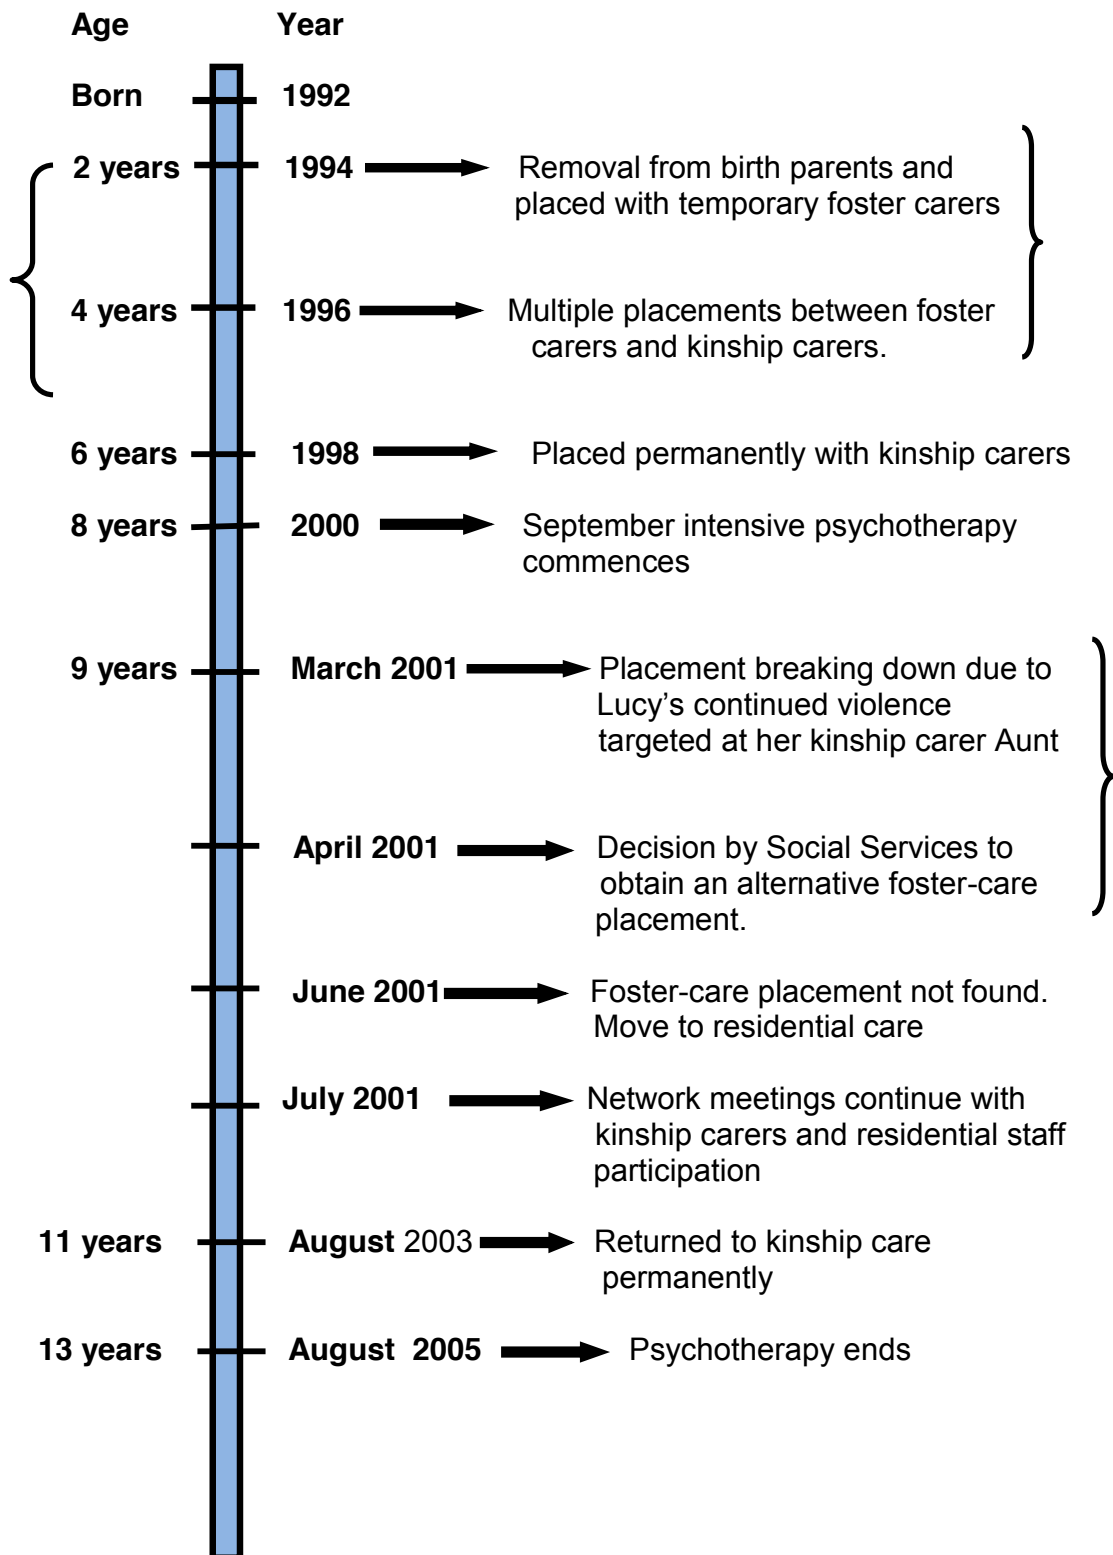 Age Year
Born 1992
2 years 1994 Removal from birth parents and
placed with temporary foster carers
4 years 1996 Multiple placements between foster
carers and kinship carers.
6 years 1998 Placed permanently with kinship carers
8 years 2000 September intensive psychotherapy
commences
9 years March 2001 Placement breaking down due to
Lucy’s continued violence
targeted at her kinship carer Aunt
April 2001 Decision by Social Services to
obtain an alternative foster-care
placement.
June 2001 Foster-care placement not found.
Move to residential care
July 2001 Network meetings continue with
kinship carers and residential staff
participation
11 years August 2003 Returned to kinship care
permanently
13 years August 2005 Psychotherapy ends